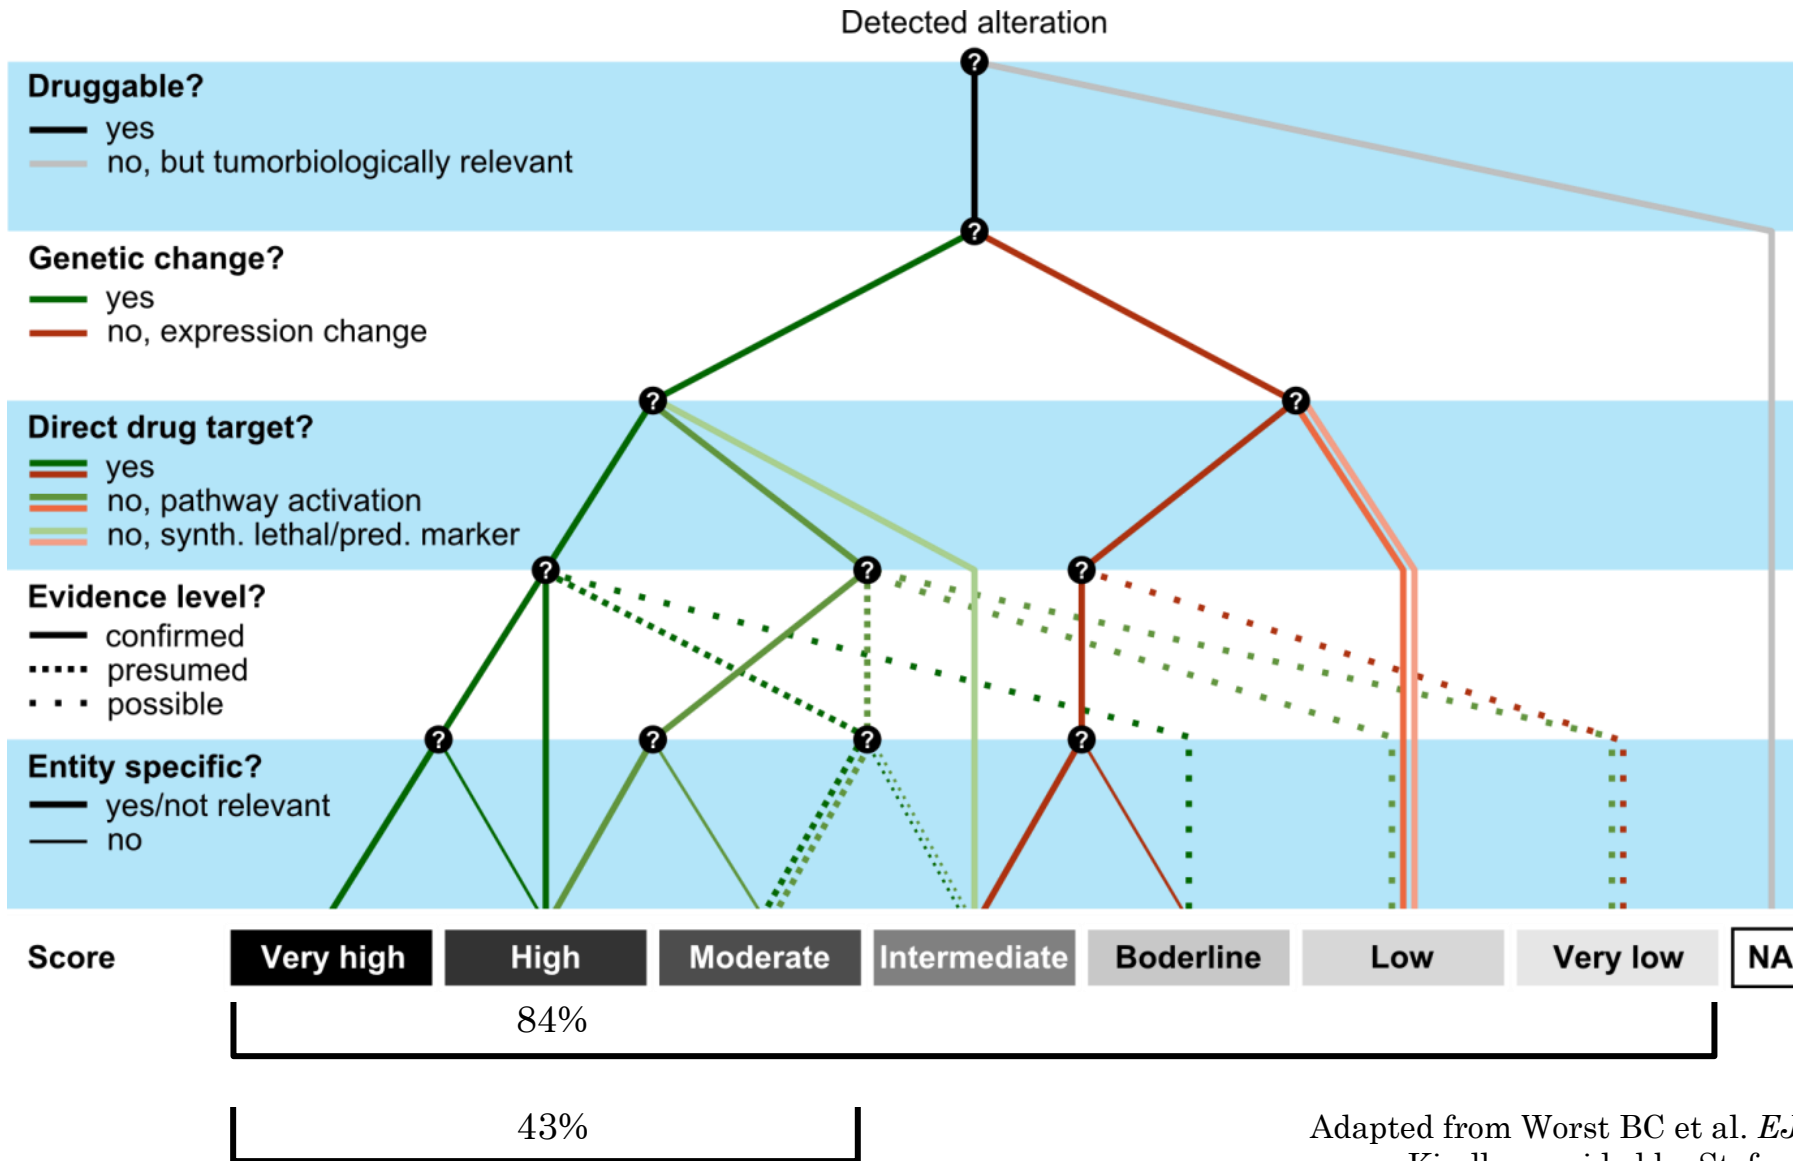 Detected alteration
Druggable?
yes
no, but tumorbiologically relevant
Genetic change?
yes
no, expression change
Direct drug target?
yes
no, pathway activation
no, synth. lethal/pred. marker
Evidence level?
confirmed
presumed
possible
Entity specific?
yes/not relevant
no
Score
Very high
High
Moderate
Intermediate
Boderline
Low
Very low
NA
84%
43%
Adapted from Worst BC et al. EJ